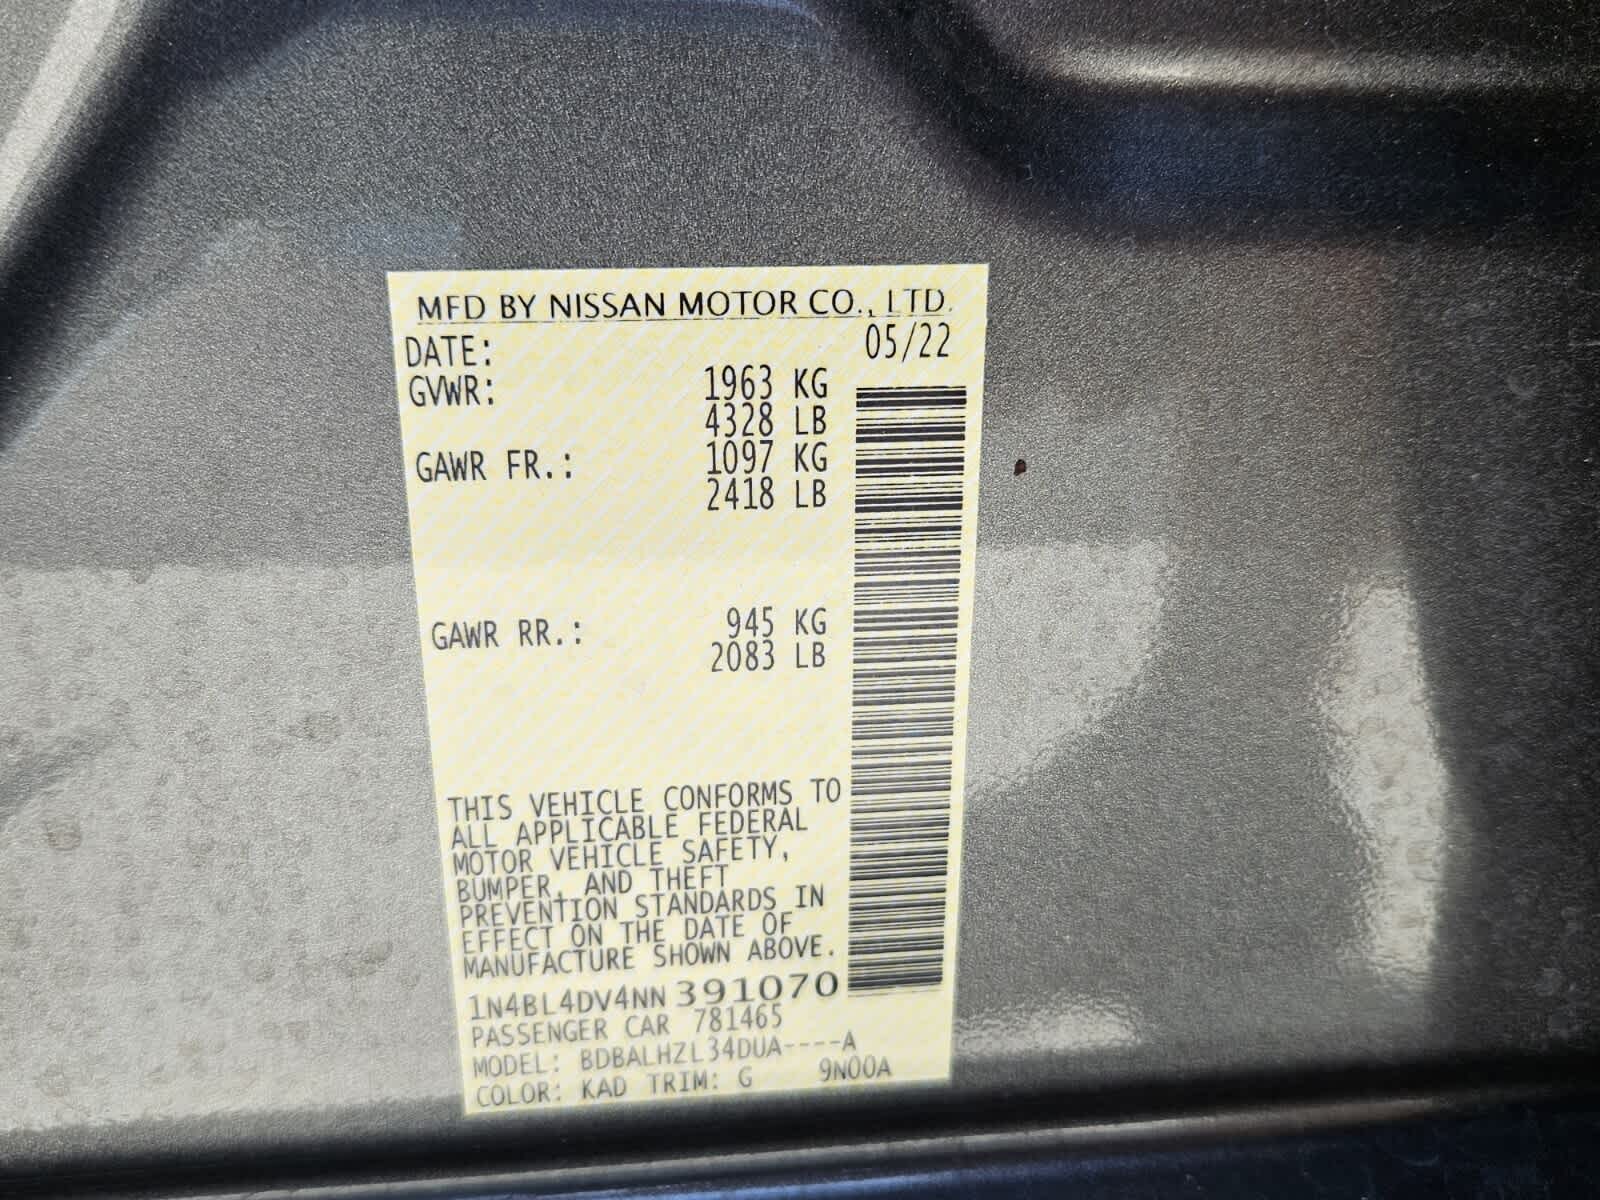 MFD BY NISSAN MOTOR CO., LTD.
DATE: 05/22
GVWR: 1963 KG
4328 LB
GAWR FR.: 1097 KG
2418 LB
GAWR RR.: 945 KG
2083 LB
THIS VEHICLE CONFORMS TO
ALL APPLICABLE FEDERAL
MOTOR VEHICLE SAFETY,
BUMPER, AND THEFT
PREVENTION STANDARDS IN
EFFECT ON THE DATE OF
MANUFACTURE SHOWN ABOVE.
1N4BL4DV4NN391070
PASSENGER CAR 781465
MODEL: BDBALHZL34DUA----A
COLOR: KAD TRIM: G 9N00A